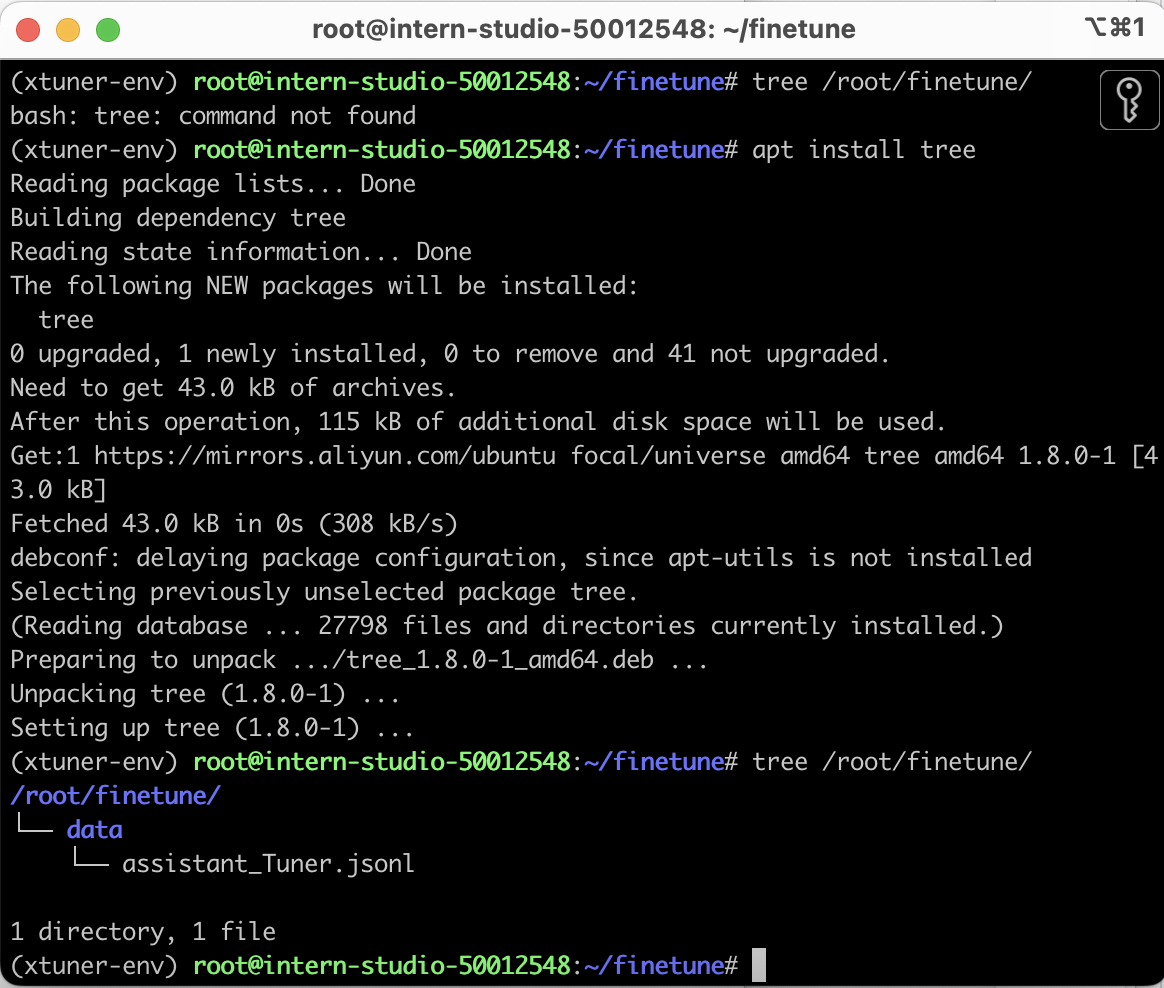 root@intern-studio-50012548: ~/finetune ⌥⌘1
(xtuner-env) root@intern-studio-50012548:~/finetune# tree /root/finetune/
bash: tree: command not found
(xtuner-env) root@intern-studio-50012548:~/finetune# apt install tree
Reading package lists... Done
Building dependency tree
Reading state information... Done
The following NEW packages will be installed:
  tree
0 upgraded, 1 newly installed, 0 to remove and 41 not upgraded.
Need to get 43.0 kB of archives.
After this operation, 115 kB of additional disk space will be used.
Get:1 https://mirrors.aliyun.com/ubuntu focal/universe amd64 tree amd64 1.8.0-1 [4
3.0 kB]
Fetched 43.0 kB in 0s (308 kB/s)
debconf: delaying package configuration, since apt-utils is not installed
Selecting previously unselected package tree.
(Reading database ... 27798 files and directories currently installed.)
Preparing to unpack .../tree_1.8.0-1_amd64.deb ...
Unpacking tree (1.8.0-1) ...
Setting up tree (1.8.0-1) ...
(xtuner-env) root@intern-studio-50012548:~/finetune# tree /root/finetune/
/root/finetune/
└── data
    └── assistant_Tuner.jsonl

1 directory, 1 file
(xtuner-env) root@intern-studio-50012548:~/finetune#